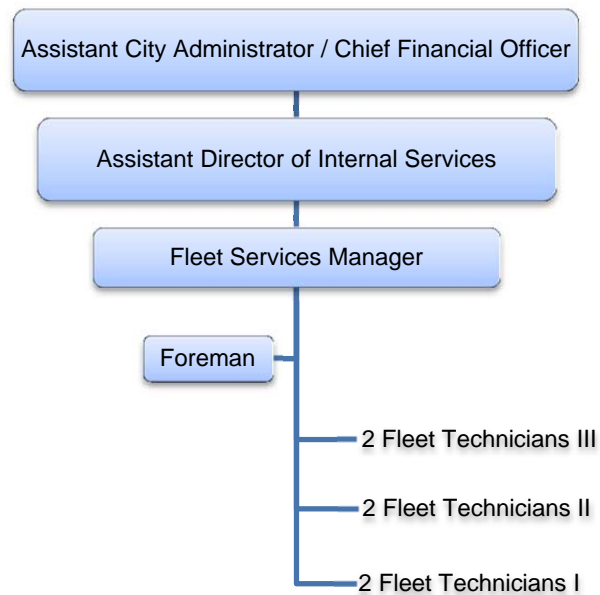 Assistant City Administrator / Chief Financial Officer
Assistant Director of Internal Services
Fleet Services Manager
Foreman
2 Fleet Technicians III
2 Fleet Technicians II
2 Fleet Technicians I